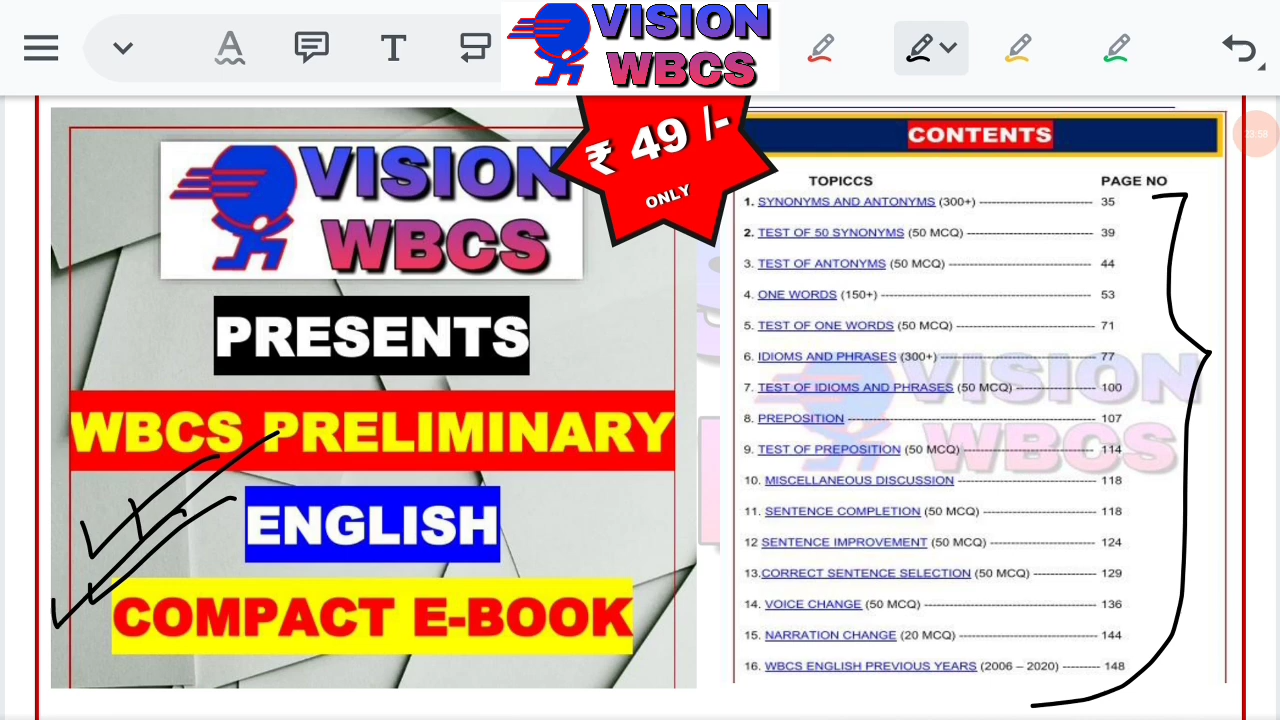 VISION
WBCS
23:58
VISION
WBCS
PRESENTS
WBCS PRELIMINARY
ENGLISH
COMPACT E-BOOK
₹ 49 /-
ONLY
CONTENTS
TOPICCS PAGE NO
1. SYNONYMS AND ANTONYMS (300+) ---------------------- 35
2. TEST OF 50 SYNONYMS (50 MCQ) ------------------------ 39
3. TEST OF ANTONYMS (50 MCQ) --------------------------- 44
4. ONE WORDS (150+) ---------------------------------------- 53
5. TEST OF ONE WORDS (50 MCQ) -------------------------- 71
6. IDIOMS AND PHRASES (300+) ----------------------------- 77
7. TEST OF IDIOMS AND PHRASES (50 MCQ) --------------- 100
8. PREPOSITION ----------------------------------------------- 107
9. TEST OF PREPOSITION (50 MCQ) ------------------------- 114
10. MISCELLANEOUS DISCUSSION -------------------------- 118
11. SENTENCE COMPLETION (50 MCQ) --------------------- 118
12 SENTENCE IMPROVEMENT (50 MCQ) -------------------- 124
13.CORRECT SENTENCE SELECTION (50 MCQ) ------------ 129
14. VOICE CHANGE (50 MCQ) -------------------------------- 136
15. NARRATION CHANGE (20 MCQ) ------------------------- 144
16. WBCS ENGLISH PREVIOUS YEARS (2006 – 2020) --------- 148
VISION
WBCS